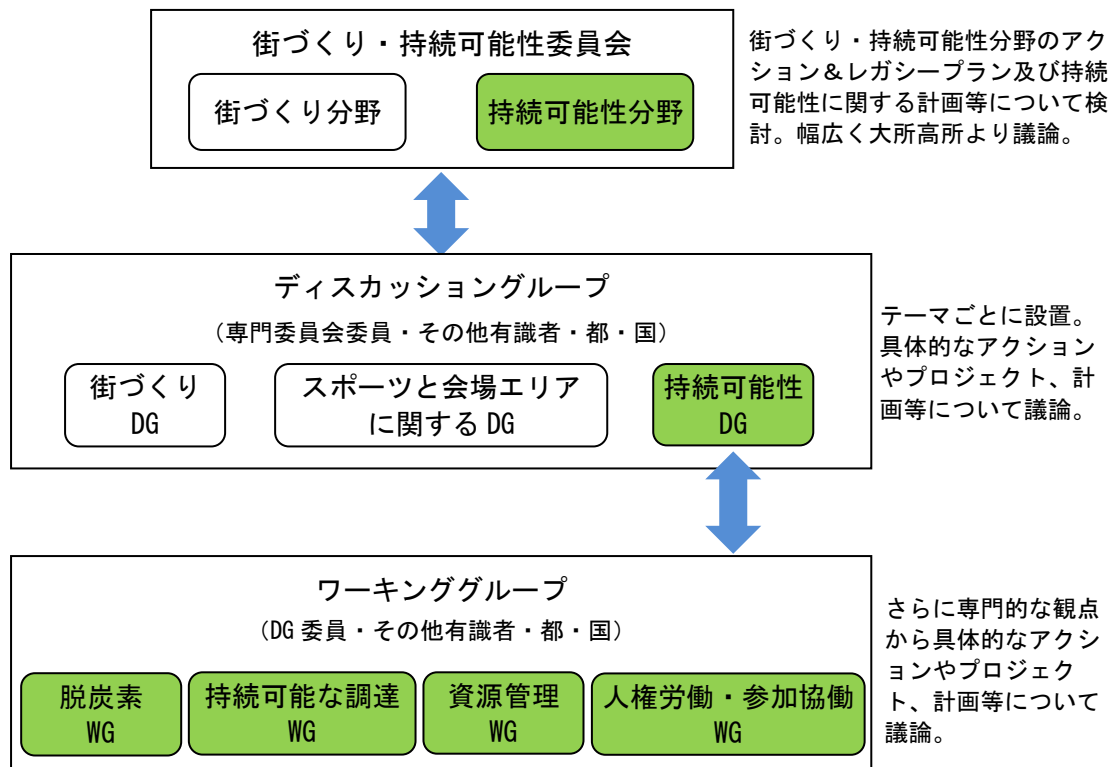 街づくり・持続可能性委員会
街づくり分野
持続可能性分野
街づくり・持続可能性分野のアク
ション&レガシープラン及び持続
可能性に関する計画等について検
討。幅広く大所高所より議論。
ディスカッショングループ
(専門委員会委員・その他有識者・都・国)
街づくり
DG
スポーツと会場エリア
に関する DG
持続可能性
DG
テーマごとに設置。
具体的なアクション
やプロジェクト、計
画等について議論。
ワーキンググループ
(DG 委員・その他有識者・都・国)
脱炭素
WG
持続可能な調達
WG
資源管理
WG
人権労働・参加協働
WG
さらに専門的な観点
から具体的なアクシ
ョンやプロジェク
ト、計画等について
議論。